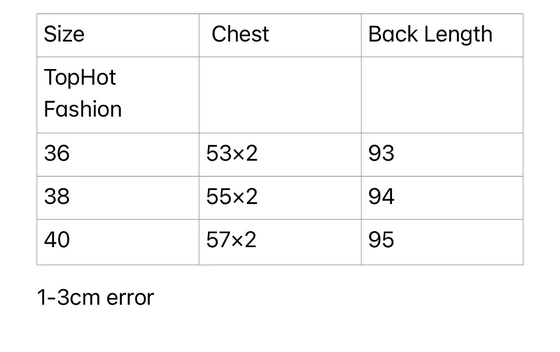 Size Chest Back Length
TopHot
Fashion
36 53×2 93
38 55×2 94
40 57×2 95
1-3cm error